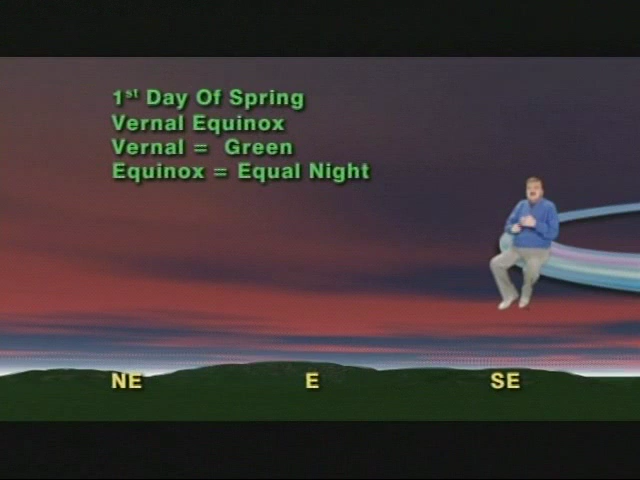 1st Day Of Spring
Vernal Equinox
Vernal = Green
Equinox = Equal Night
NE E SE